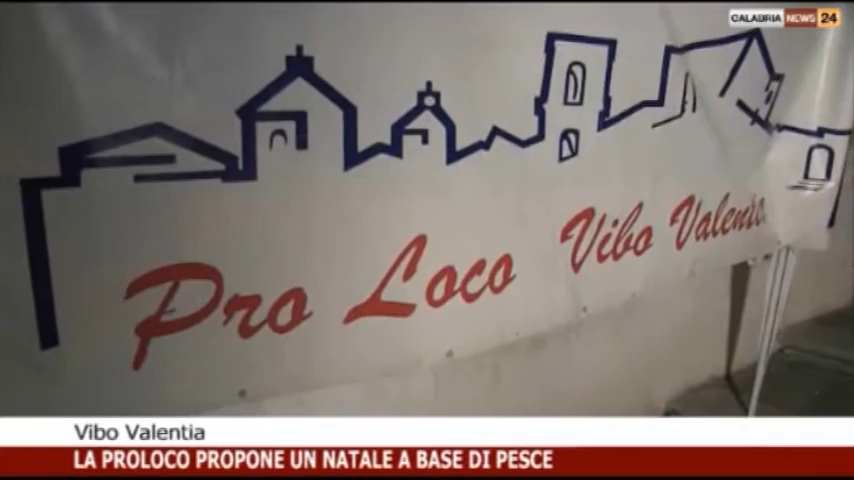 CALABRIA NEWS 24
Pro Loco Vibo Valentia
Vibo Valentia
LA PROLOCO PROPONE UN NATALE A BASE DI PESCE